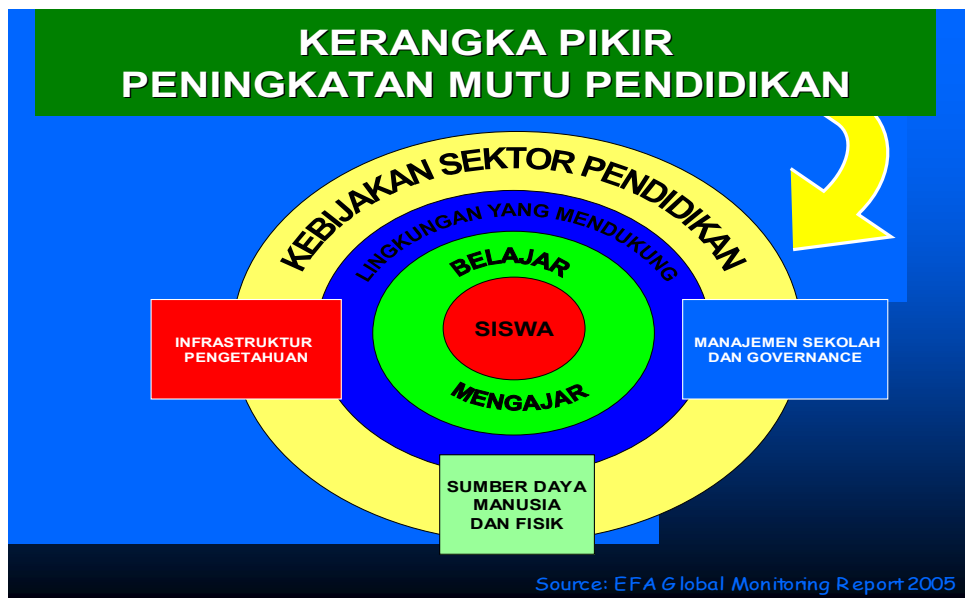 KERANGKA PIKIR
PENINGKATAN MUTU PENDIDIKAN
KEBIJAKAN SEKTOR PENDIDIKAN
LINGKUNGAN YANG MENDUKUNG
BELAJAR
SISWA
MENGAJAR
INFRASTRUKTUR
PENGETAHUAN
MANAJEMEN SEKOLAH
DAN GOVERNANCE
SUMBER DAYA
MANUSIA
DAN FISIK
Source: EFA Global Monitoring Report 2005